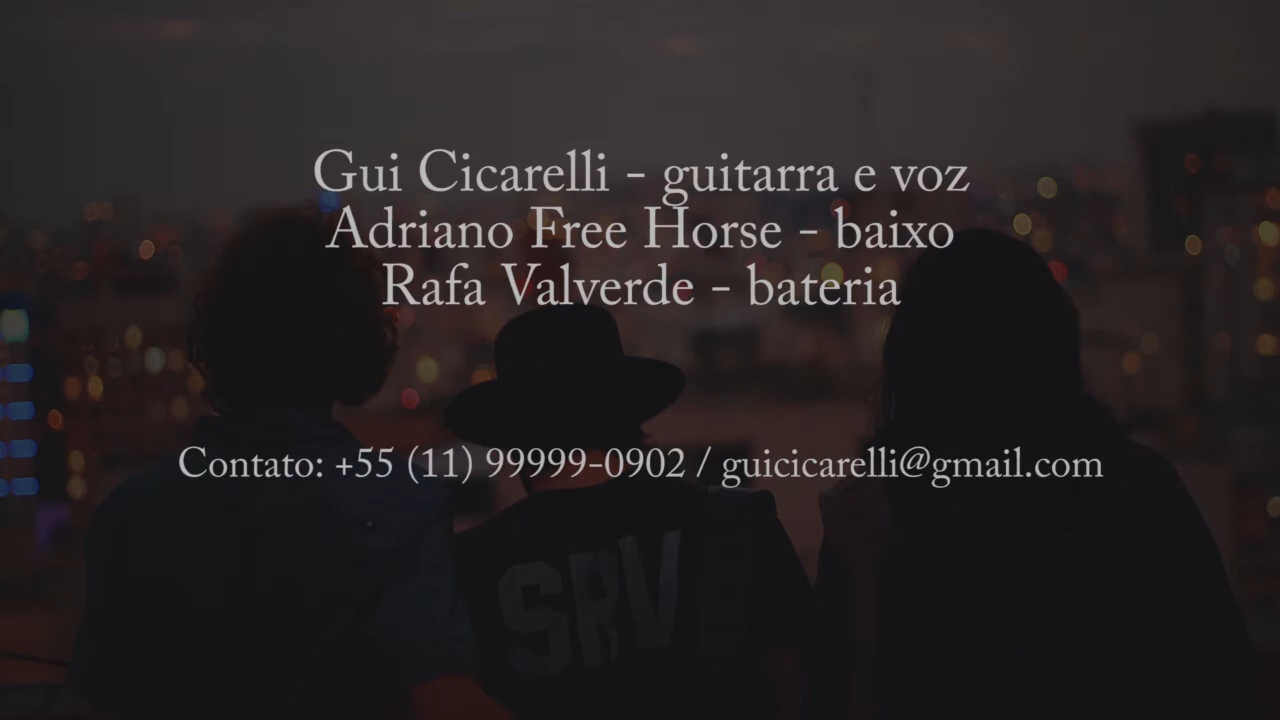 Gui Cicarelli - guitarra e voz
Adriano Free Horse - baixo
Rafa Valverde - bateria
Contato: +55 (11) 99999-0902 / guicicarelli@gmail.com
SRV